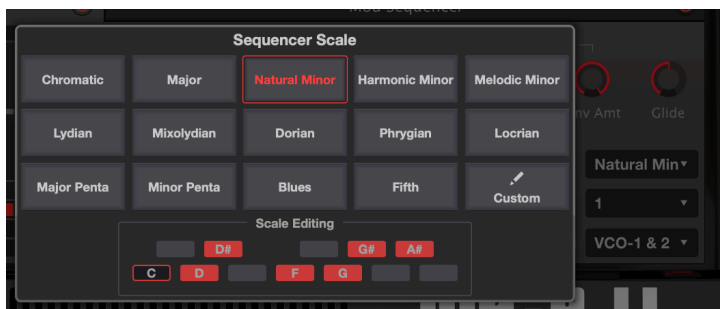 Mod Sequencer
Sequencer Scale
Chromatic Major Natural Minor Harmonic Minor Melodic Minor
Lydian Mixolydian Dorian Phrygian Locrian
Major Penta Minor Penta Blues Fifth Custom
Scale Editing
D# G# A#
C D F G
nv Amt Glide
Natural Min
1
VCO-1 & 2